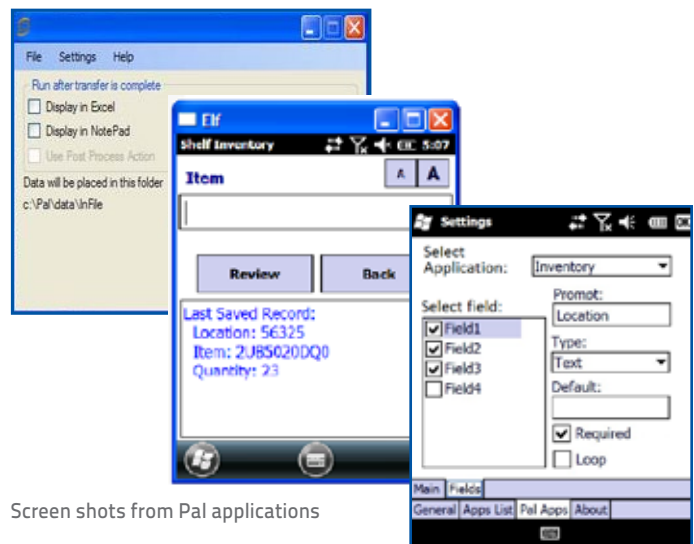 File Settings Help
Run after transfer is complete
Display in Excel
Display in NotePad
Use Post Process Action
Data will be placed in this folder
c:\Pal\data\InFile
Elf
Shelf Inventory 5:07
Item A A
Review Back
Last Saved Record:
Location: 56325
Item: 2UB5020DQ0
Quantity: 23
Settings
Select
Application: Inventory
Select field:
Field1
Field2
Field3
Field4
Prompt:
Location
Type:
Text
Default:
Required
Loop
Main Fields
General Apps List Pal Apps About
Screen shots from Pal applications